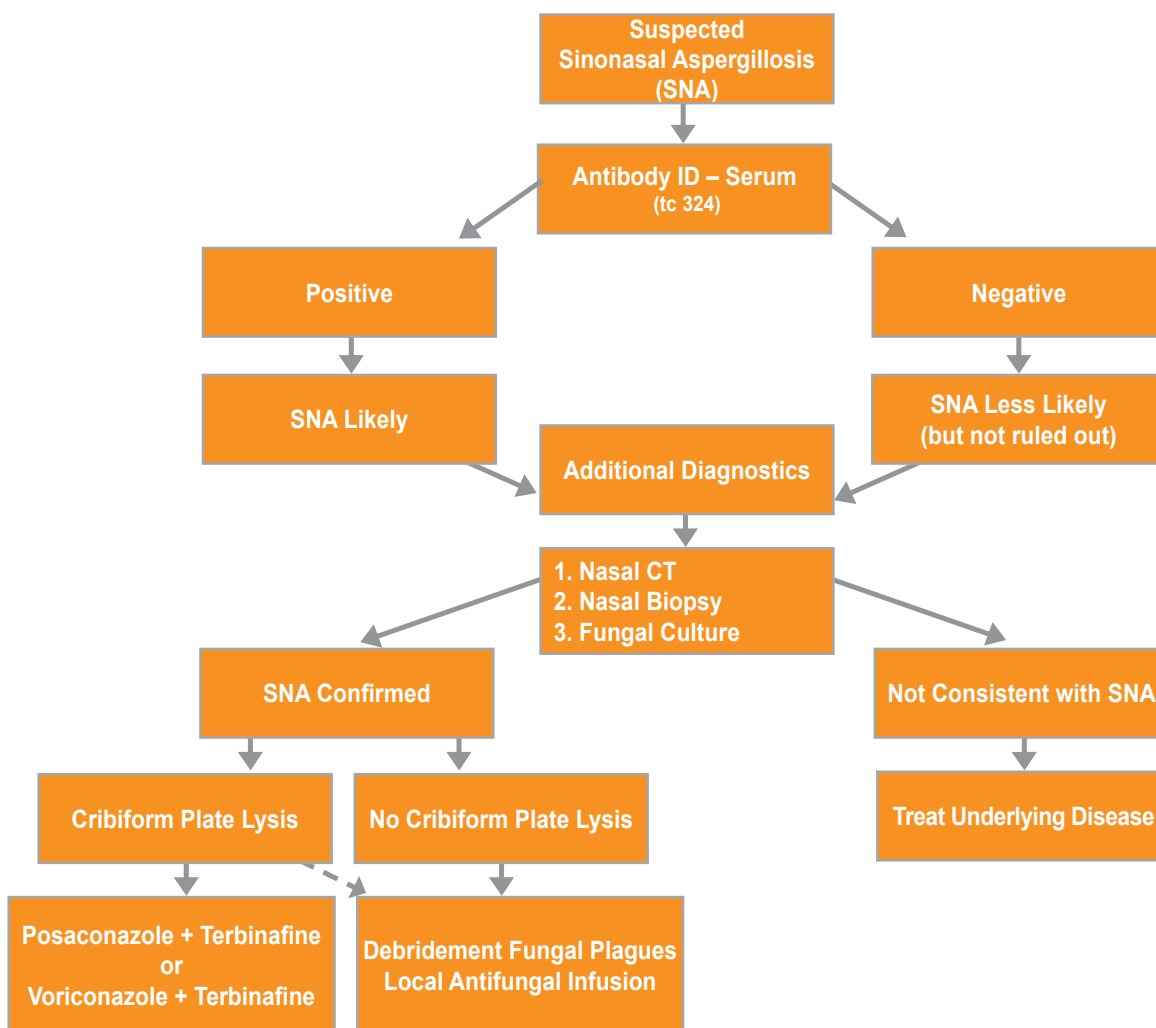 Suspected
Sinonasal Aspergillosis
(SNA)
Antibody ID – Serum
(tc 324)
Positive
Negative
SNA Likely
SNA Less Likely
(but not ruled out)
Additional Diagnostics
1. Nasal CT
2. Nasal Biopsy
3. Fungal Culture
SNA Confirmed
Not Consistent with SNA
Cribiform Plate Lysis
No Cribiform Plate Lysis
Treat Underlying Disease
Posaconazole + Terbinafine
or
Voriconazole + Terbinafine
Debridement Fungal Plagues
Local Antifungal Infusion